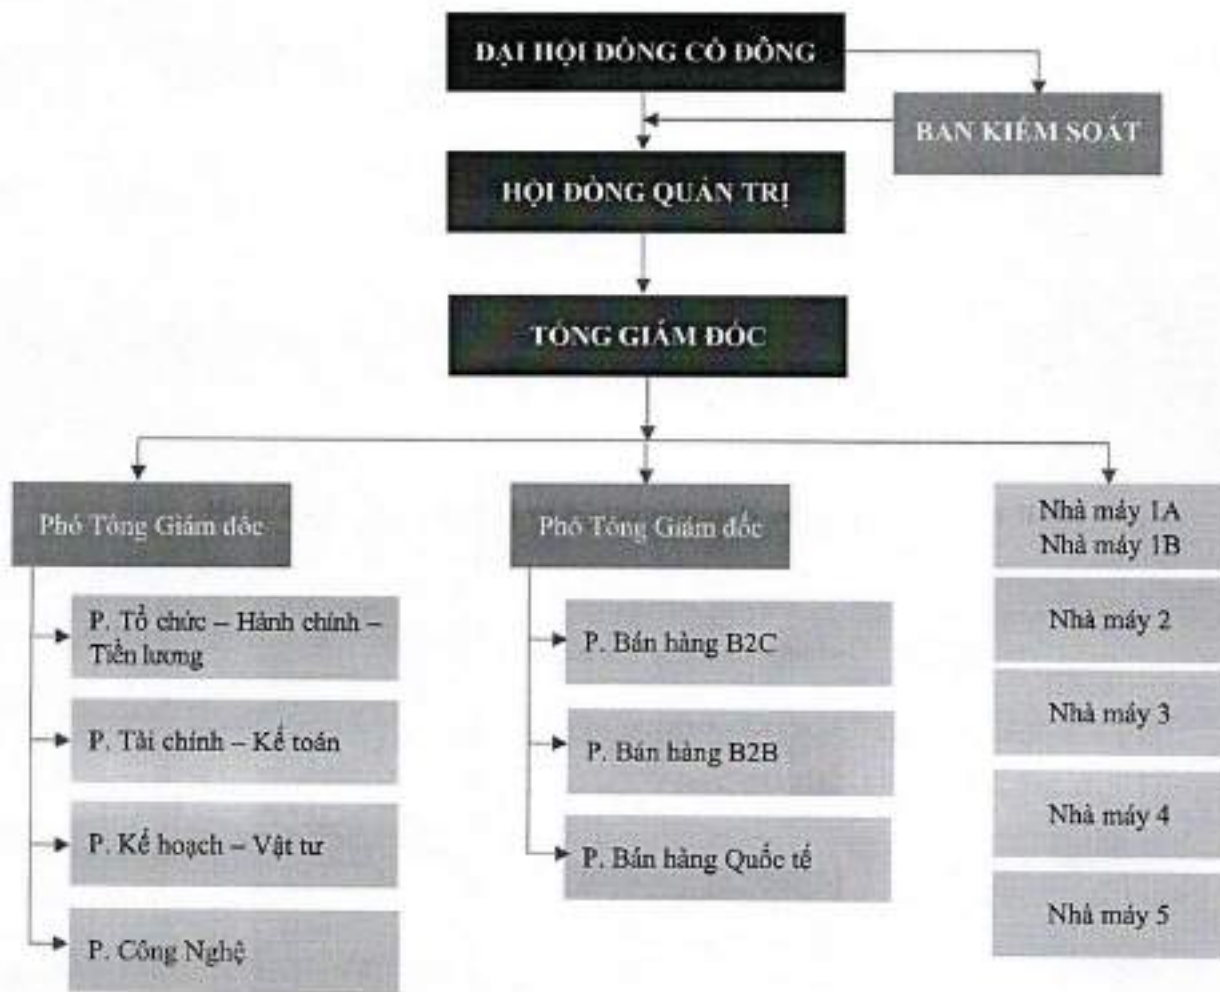 ĐẠI HỘI ĐỒNG CỔ ĐÔNG
BAN KIỂM SOÁT
HỘI ĐỒNG QUẢN TRỊ
TỔNG GIÁM ĐỐC
Phó Tổng Giám đốc
P. Tổ chức – Hành chính –
Tiền lương
P. Tài chính – Kế toán
P. Kế hoạch – Vật tư
P. Công Nghệ
Phó Tổng Giám đốc
P. Bán hàng B2C
P. Bán hàng B2B
P. Bán hàng Quốc tế
Nhà máy 1A
Nhà máy 1B
Nhà máy 2
Nhà máy 3
Nhà máy 4
Nhà máy 5